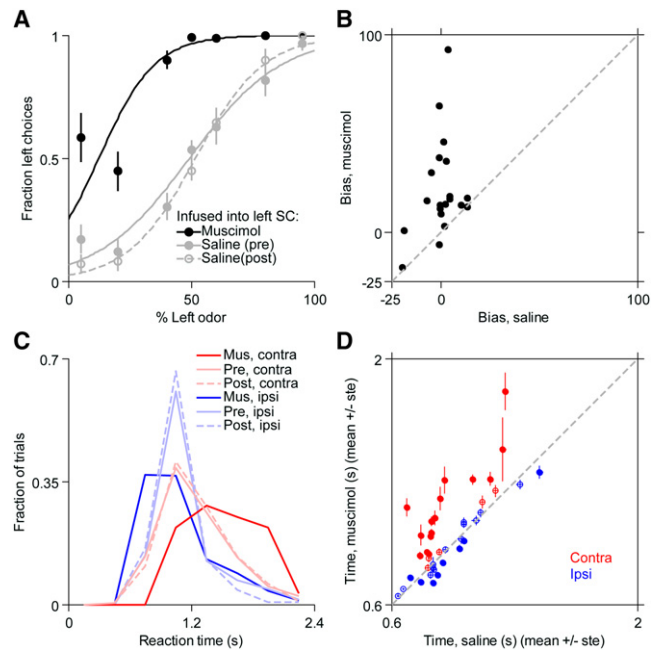 A
1
0.5
0
0
50
100
Fraction left choices
% Left odor
Infused into left SC:
Muscimol
Saline (pre)
Saline(post)
B
100
0
-25
-25
0
100
Bias, muscimol
Bias, saline
C
0.7
0.35
0
0
1.2
2.4
Fraction of trials
Reaction time (s)
Mus, contra
Pre, contra
Post, contra
Mus, ipsi
Pre, ipsi
Post, ipsi
D
2
0.6
0.6
2
Time, muscimol (s) (mean +/- ste)
Time, saline (s) (mean +/- ste)
Contra
Ipsi